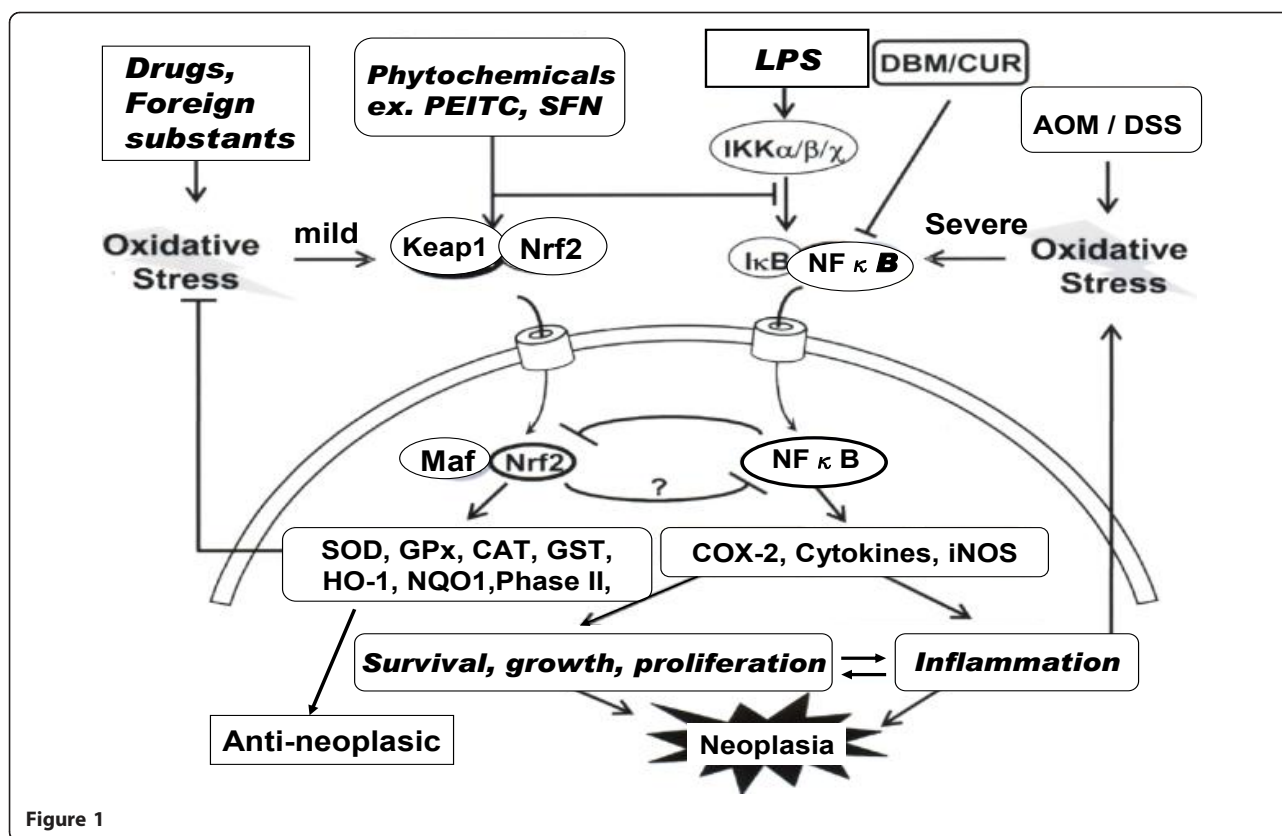 Drugs,
Foreign
substants
Phytochemicals
ex. PEITC, SFN
LPS
DBM/CUR
AOM / DSS
IKKα/β/χ
Oxidative
Stress
mild
Keap1
Nrf2
IκB
NF κ B
Severe
Oxidative
Stress
Maf
Nrf2
?
NF κ B
SOD, GPx, CAT, GST,
HO-1, NQO1,Phase II,
COX-2, Cytokines, iNOS
Survival, growth, proliferation
Inflammation
Anti-neoplasic
Neoplasia
Figure 1